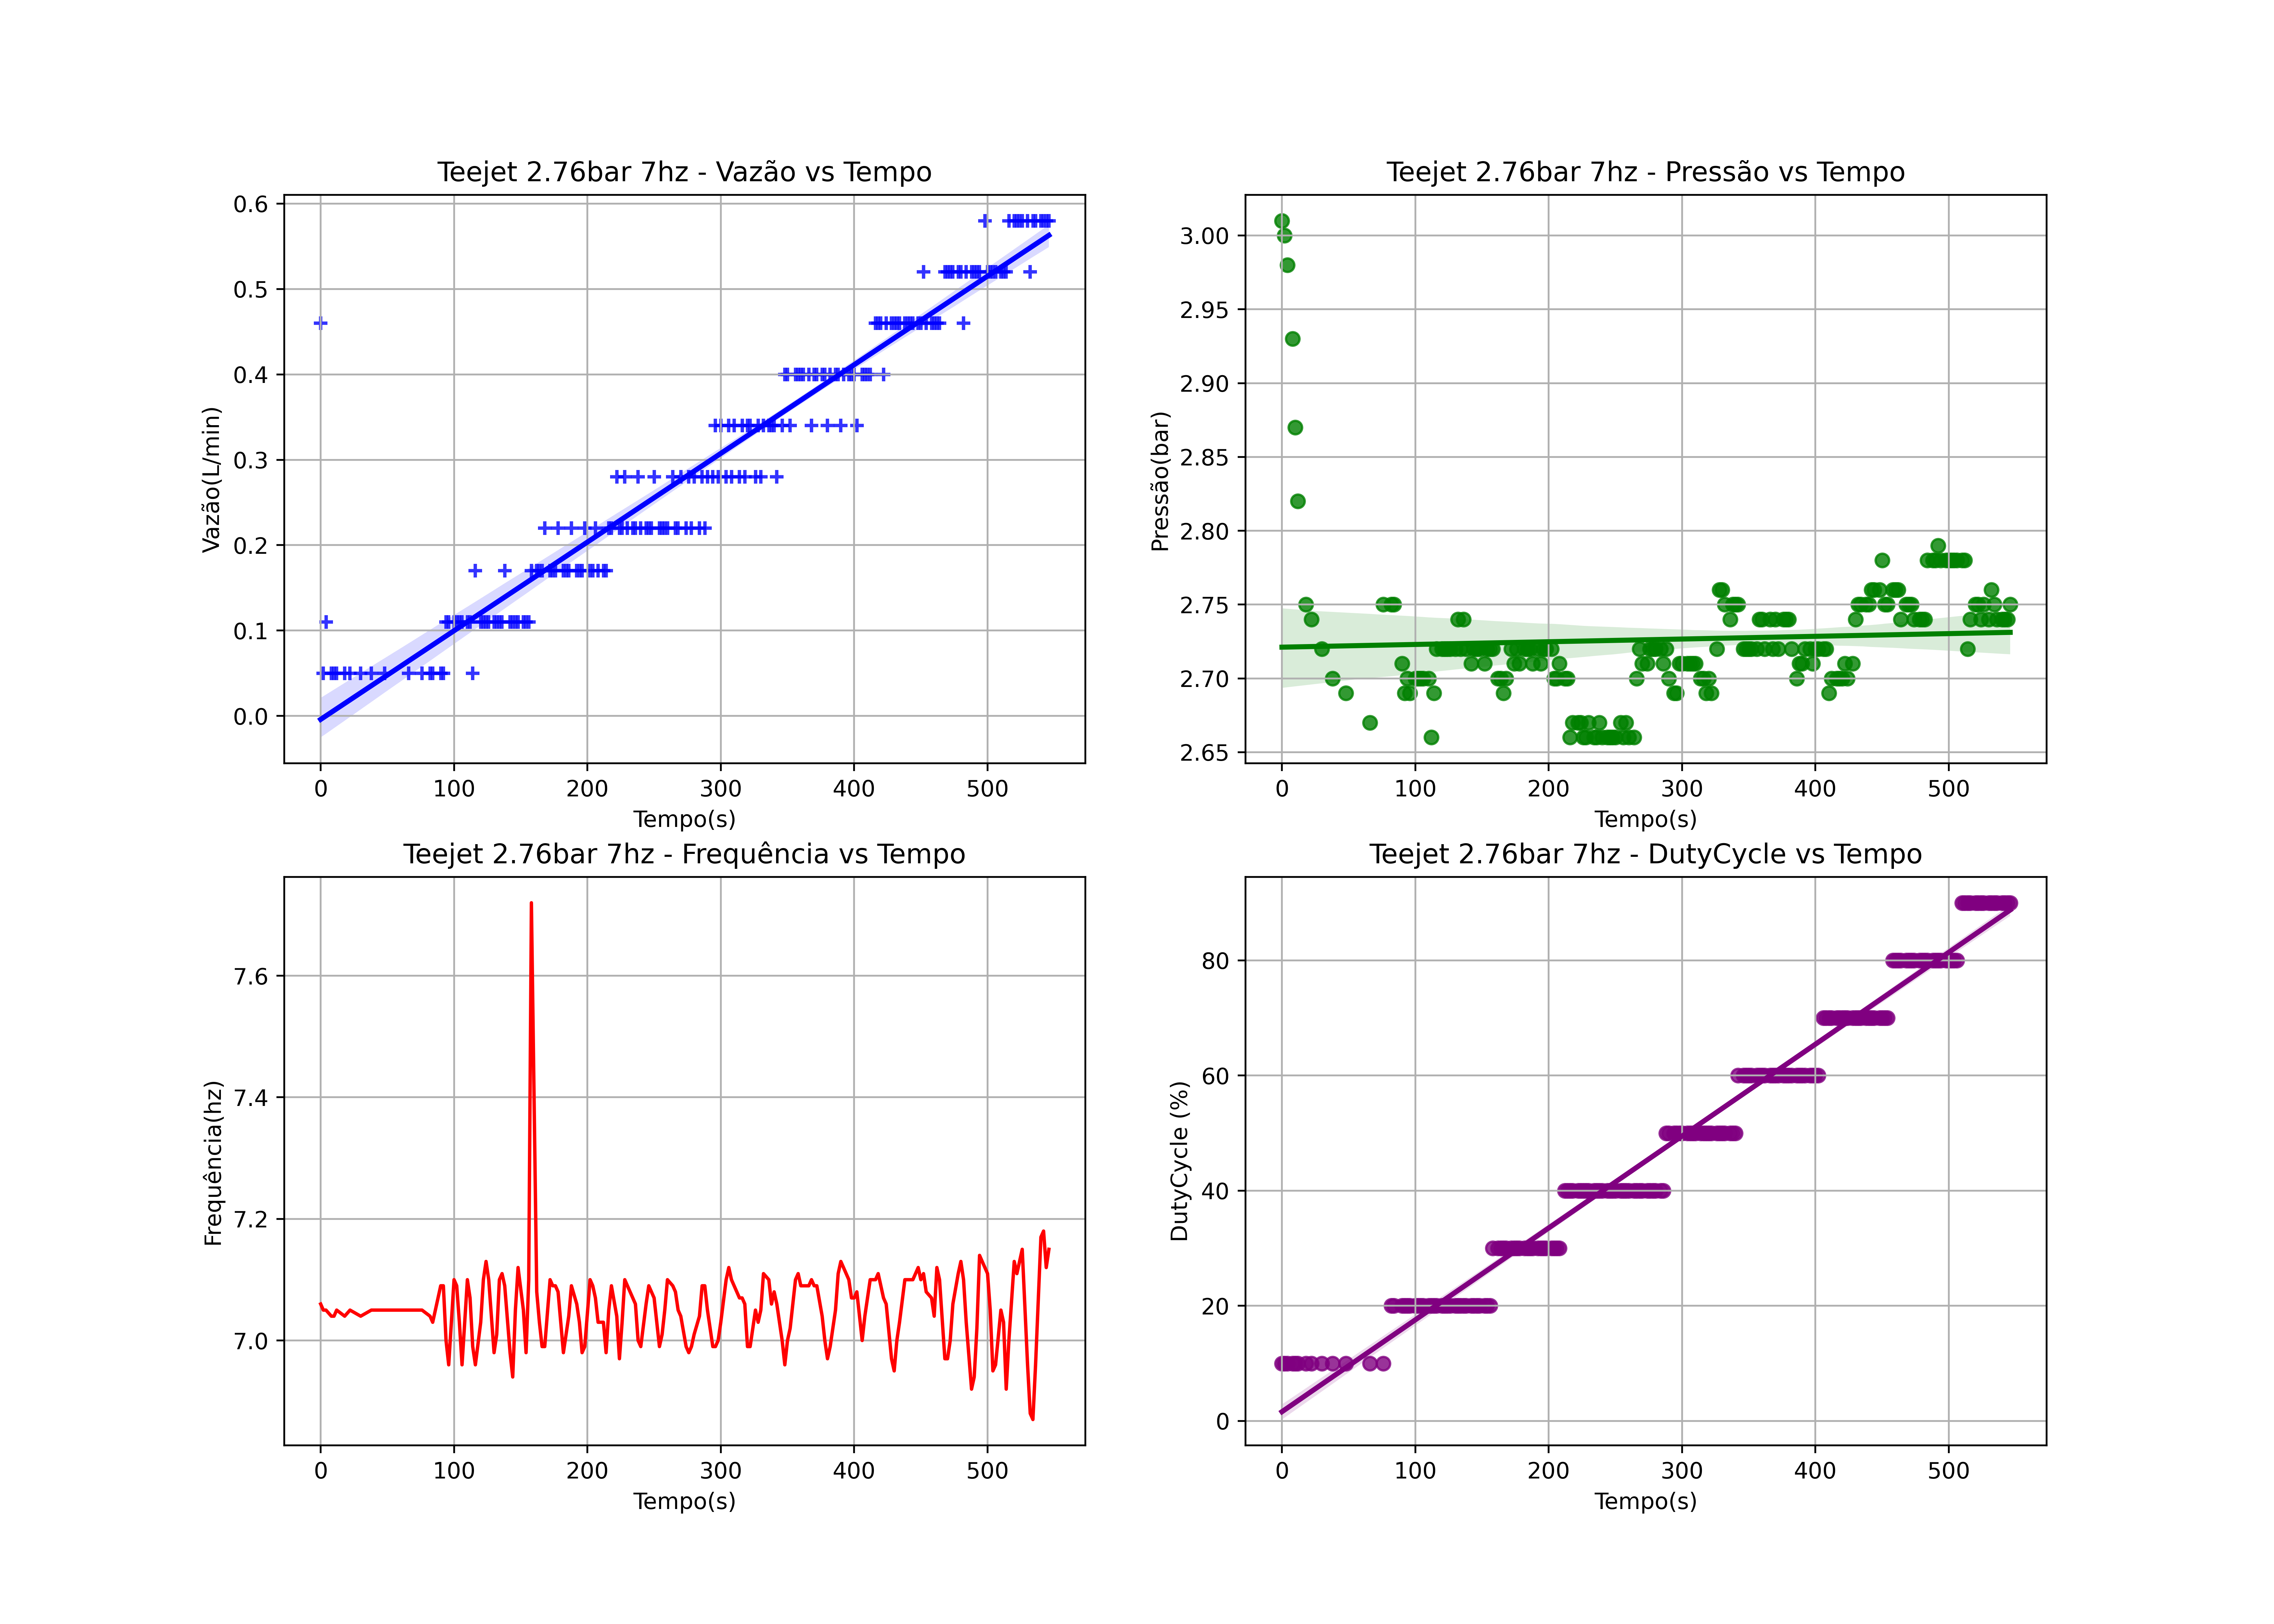 Teejet 2.76bar 7hz - Vazão vs Tempo
Vazão(L/min)
0.6
0.5
0.4
0.3
0.2
0.1
0.0
0 100 200 300 400 500
Tempo(s)
Teejet 2.76bar 7hz - Pressão vs Tempo
Pressão(bar)
3.00
2.95
2.90
2.85
2.80
2.75
2.70
2.65
0 100 200 300 400 500
Tempo(s)
Teejet 2.76bar 7hz - Frequência vs Tempo
Frequência(hz)
7.6
7.4
7.2
7.0
0 100 200 300 400 500
Tempo(s)
Teejet 2.76bar 7hz - DutyCycle vs Tempo
DutyCycle (%)
80
60
40
20
0
0 100 200 300 400 500
Tempo(s)